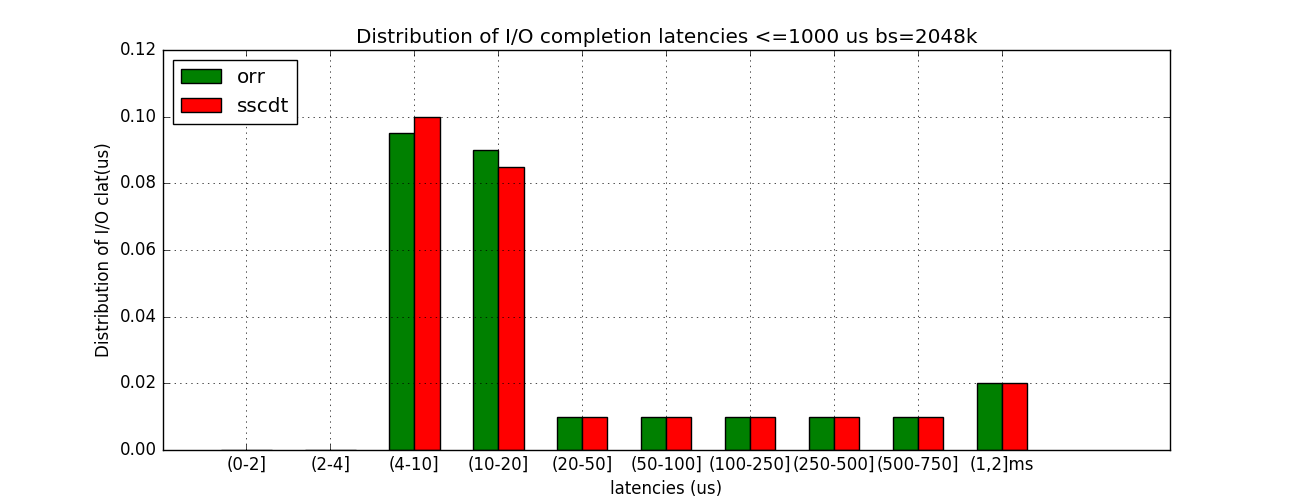 Distribution of I/O completion latencies <=1000 us bs=2048k
orr
sscdt
Distribution of I/O clat(us)
0.12
0.10
0.08
0.06
0.04
0.02
0.00
(0-2] (2-4] (4-10] (10-20] (20-50] (50-100] (100-250] (250-500] (500-750] (1,2]ms
latencies (us)